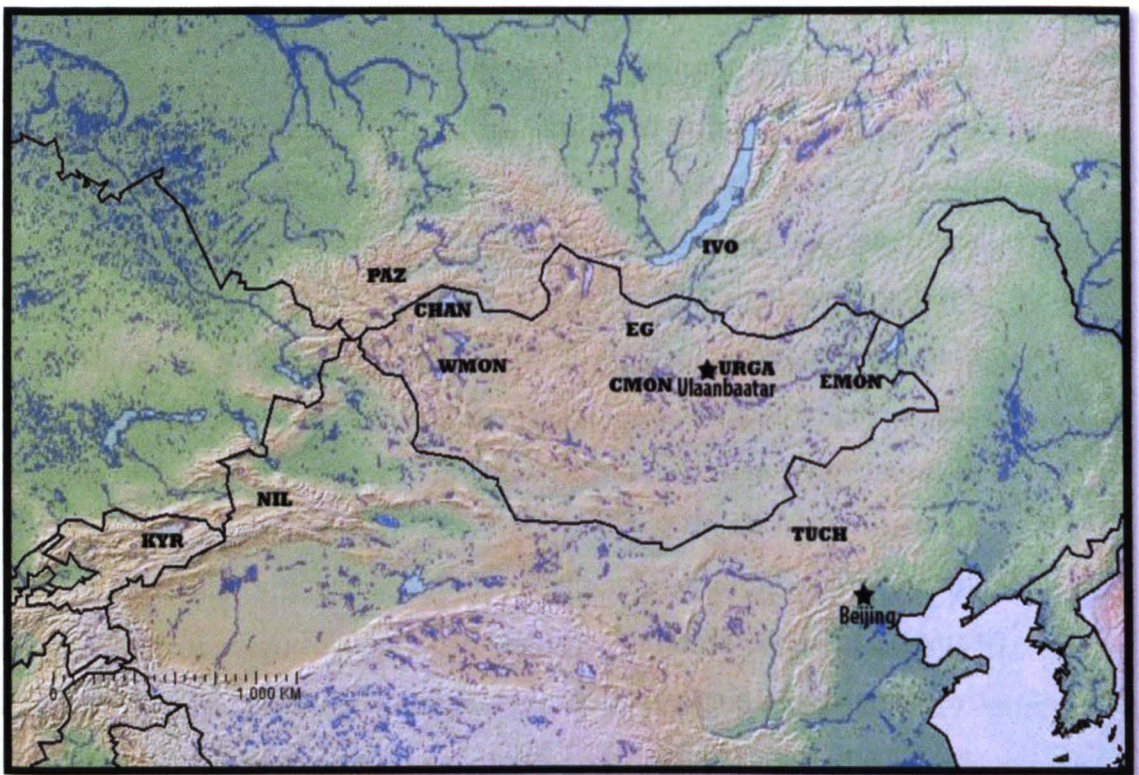 IVO
PAZ
CHAN
EG
WMON
URGA
CMON Ulaanbaatar
EMON
NIL
TUCH
KYR
Beijing
0 1,000 KM